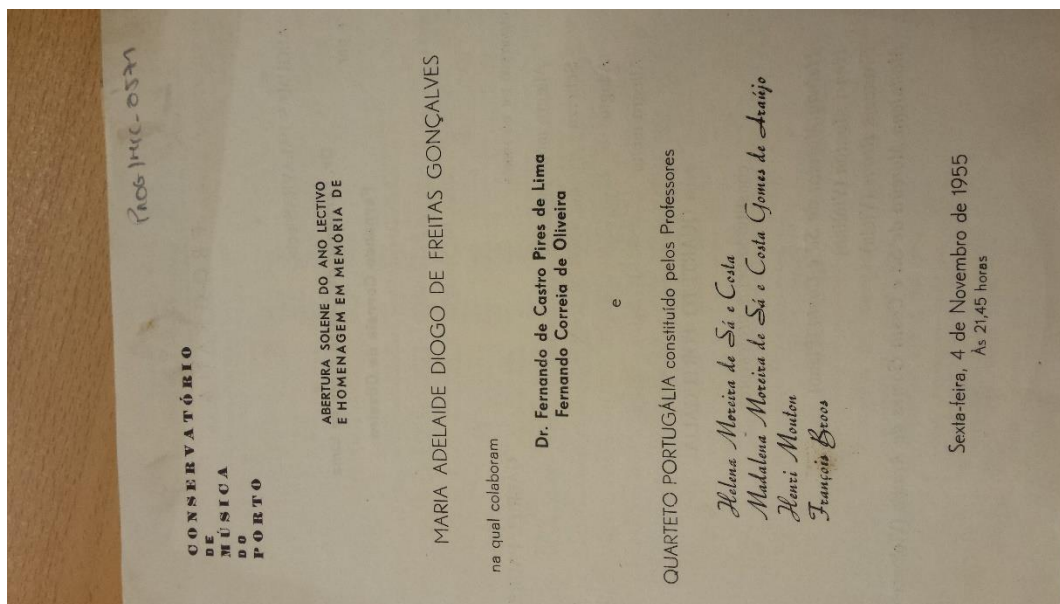 CONSERVATÓRIO
DE
MÚSICA
DO
PORTO
ABERTURA SOLENE DO ANO LECTIVO
E HOMENAGEM EM MEMÓRIA DE
MARIA ADELAIDE DIOGO DE FREITAS GONÇALVES
na qual colaboram
Dr. Fernando de Castro Pires de Lima
Fernando Correia de Oliveira
e
QUARTETO PORTUGÁLIA constituído pelos Professores
Helena Moreira de Sá e Costa
Madalena Moreira de Sá e Costa Gomes de Araújo
Henri Mouton
François Broos
Sexta-feira, 4 de Novembro de 1955
Às 21,45 horas